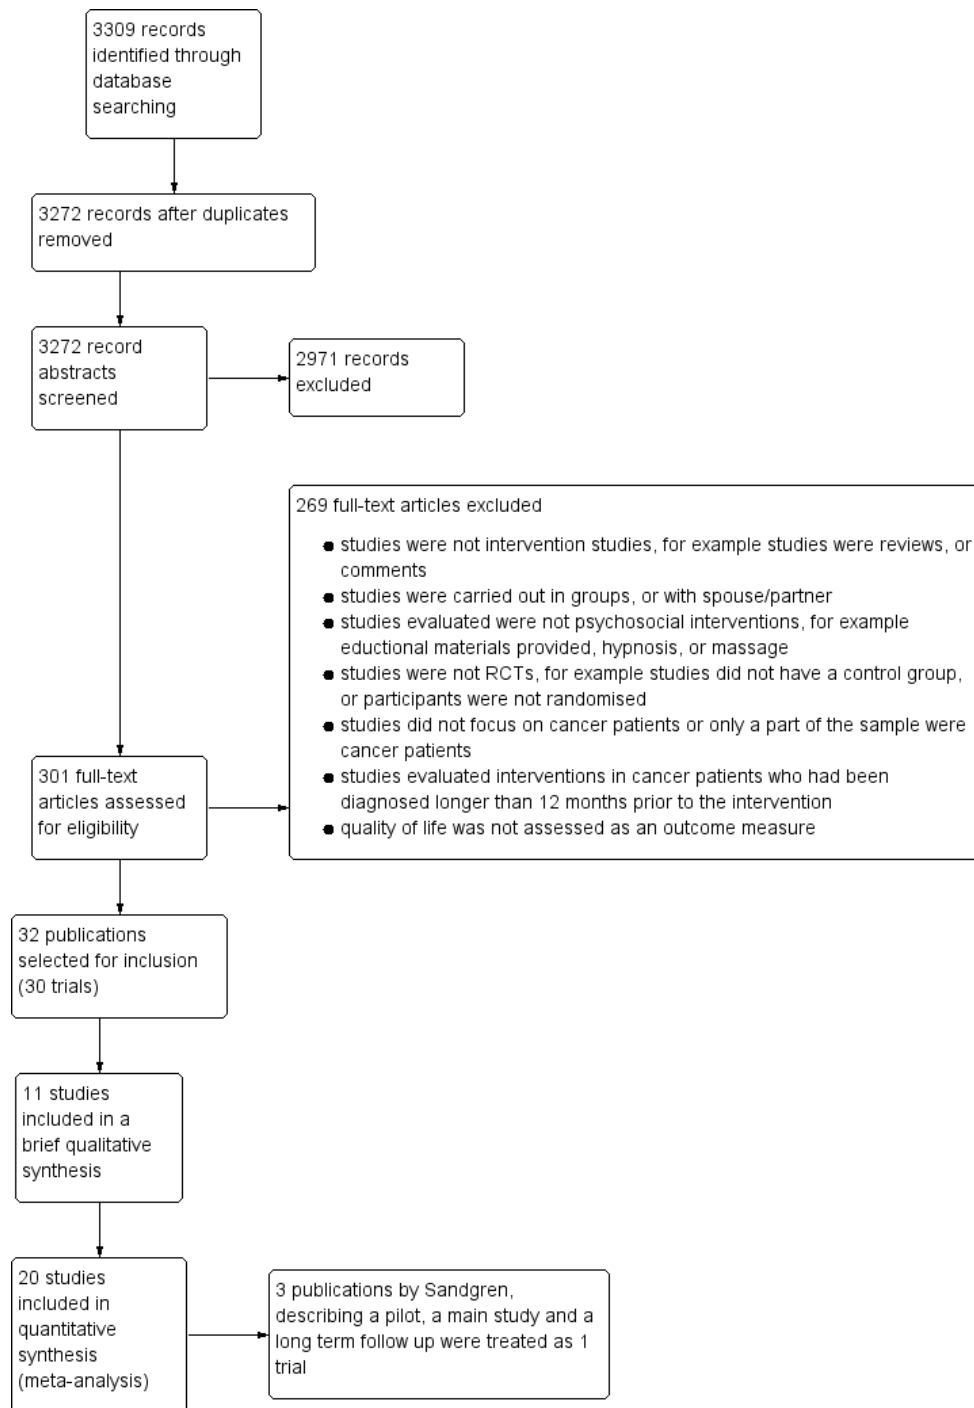 3309 records
identified through
database
searching
3272 records after duplicates
removed
3272 record
abstracts
screened
2971 records
excluded
269 full-text articles excluded
● studies were not intervention studies, for example studies were reviews, or
comments
● studies were carried out in groups, or with spouse/partner
● studies evaluated were not psychosocial interventions, for example
eductional materials provided, hypnosis, or massage
● studies were not RCTs, for example studies did not have a control group,
or participants were not randomised
● studies did not focus on cancer patients or only a part of the sample were
cancer patients
● studies evaluated interventions in cancer patients who had been
diagnosed longer than 12 months prior to the intervention
● quality of life was not assessed as an outcome measure
301 full-text
articles assessed
for eligibility
32 publications
selected for inclusion
(30 trials)
11 studies
included in a
brief qualitative
synthesis
20 studies
included in
quantitative
synthesis
(meta-analysis)
3 publications by Sandgren,
describing a pilot, a main study and a
long term follow up were treated as 1
trial